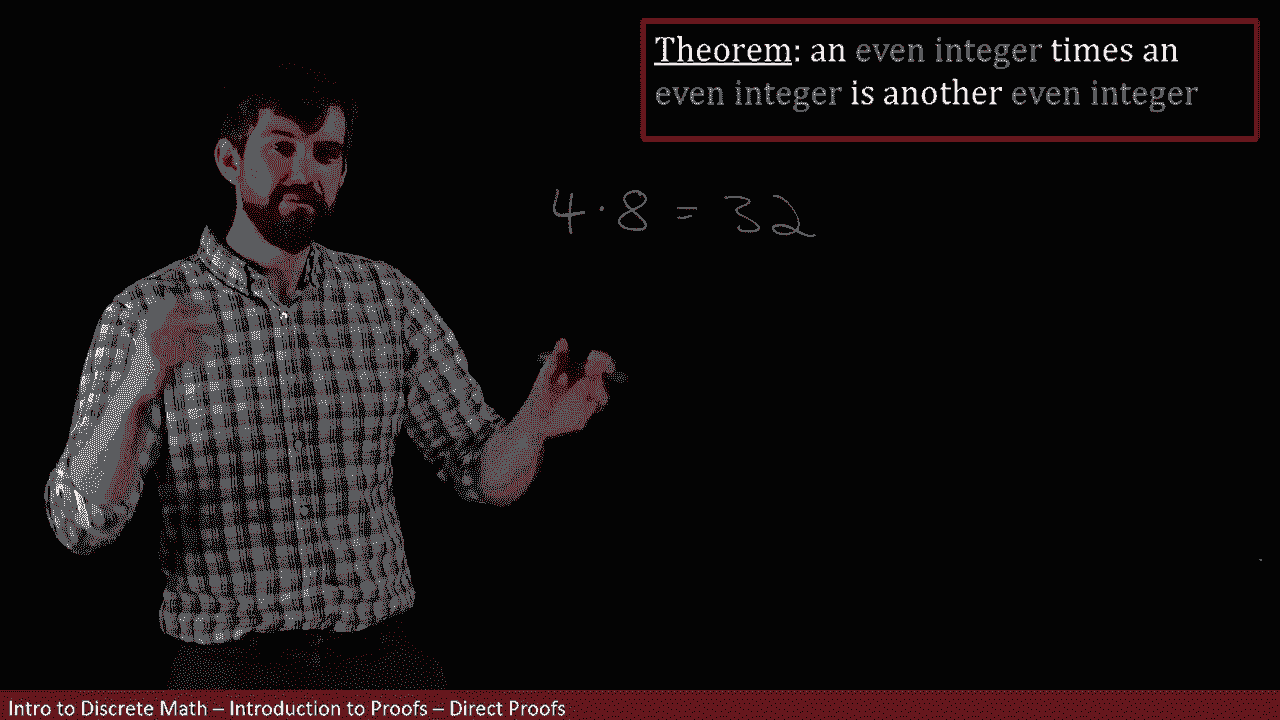 Theorem: an even integer times an
even integer is another even integer
4·8 = 32
Intro to Discrete Math – Introduction to Proofs – Direct Proofs